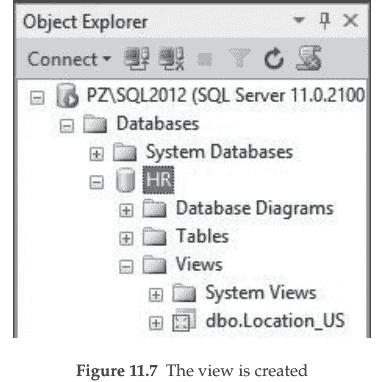 Object Explorer
Connect
PZ\SQL2012 (SQL Server 11.0.2100
Databases
System Databases
HR
Database Diagrams
Tables
Views
System Views
dbo.Location_US
Figure 11.7 The view is created